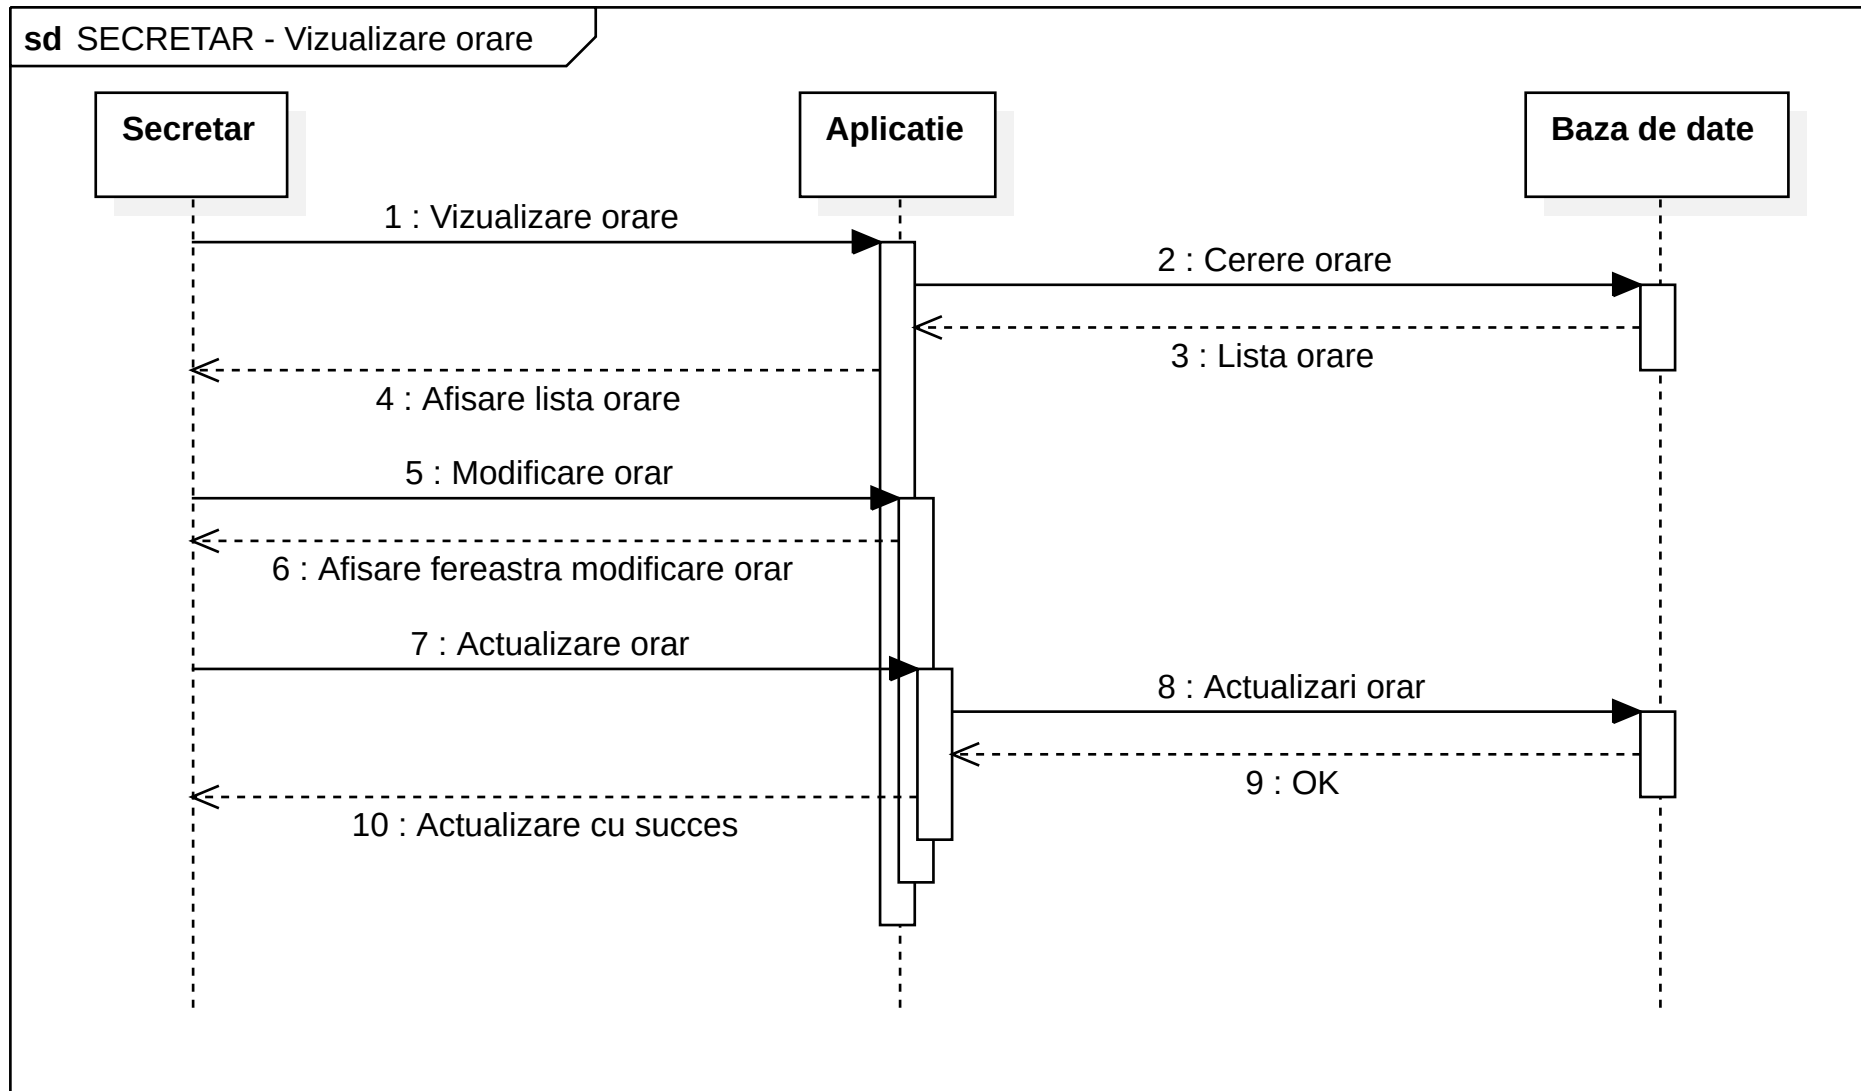 sd SECRETAR - Vizualizare orare
Secretar
Aplicatie
Baza de date
1 : Vizualizare orare
2 : Cerere orare
3 : Lista orare
4 : Afisare lista orare
5 : Modificare orar
6 : Afisare fereastra modificare orar
7 : Actualizare orar
8 : Actualizari orar
9 : OK
10 : Actualizare cu succes